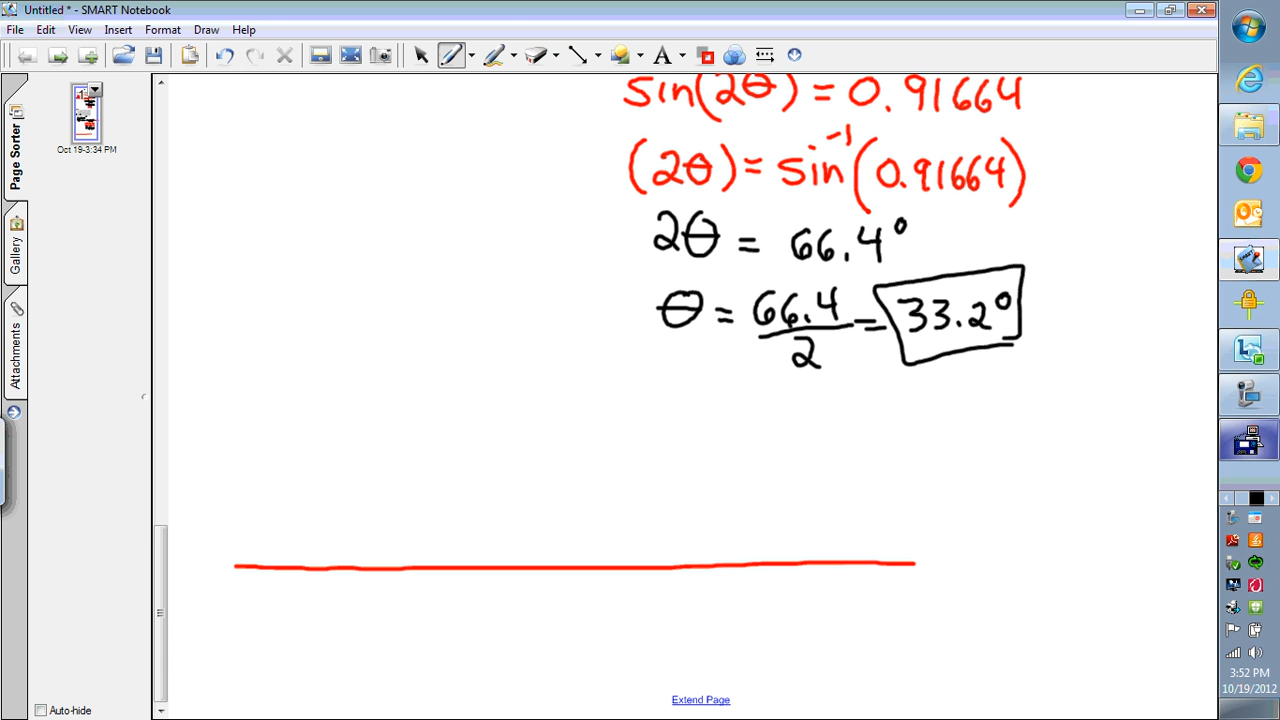 Untitled * - SMART Notebook
File Edit View Insert Format Draw Help
Page Sorter
Gallery
Attachments
1
Oct 19-3:34 PM
sin(2θ) = 0.91664
(2θ) = sin⁻¹(0.91664)
2θ = 66.4°
θ = 66.4/2 = 33.2°
Extend Page
Auto-hide
3:52 PM
10/19/2012